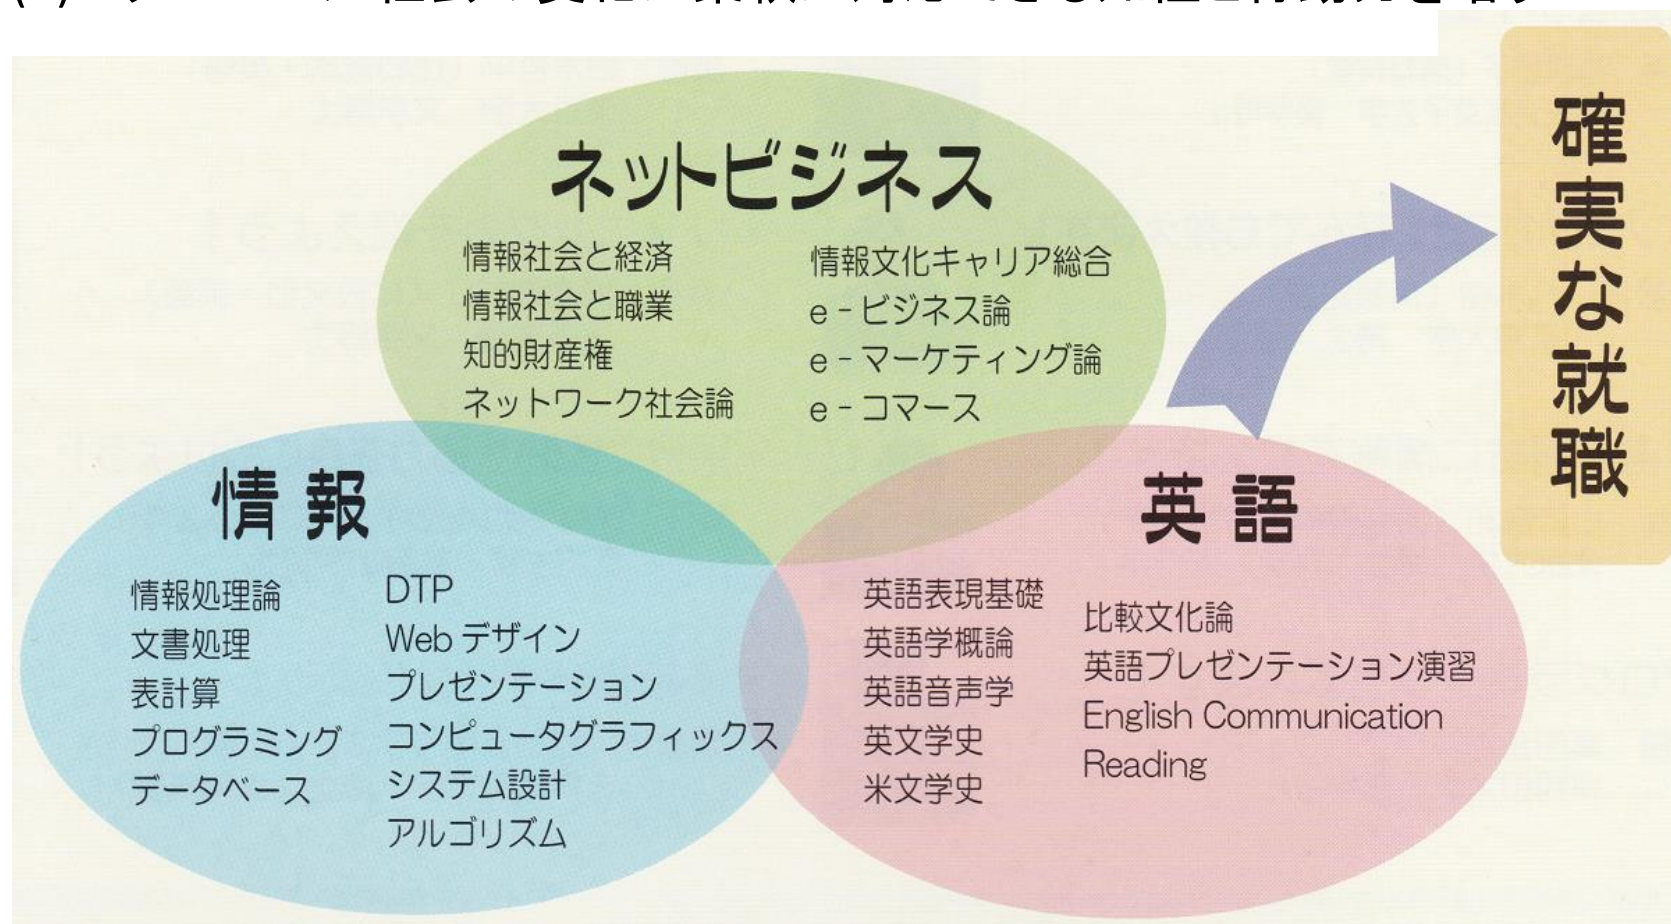 ネットビジネス
情報社会と経済
情報社会と職業
知的財産権
ネットワーク社会論
情報文化キャリア総合
e-ビジネス論
e-マーケティング論
e-コマース
情報
情報処理論
文書処理
表計算
プログラミング
データベース
DTP
Webデザイン
プレゼンテーション
コンピュータグラフィックス
システム設計
アルゴリズム
英語
英語表現基礎
英語学概論
英語音声学
英文学史
米文学史
比較文化論
英語プレゼンテーション演習
English Communication
Reading
確実な就職